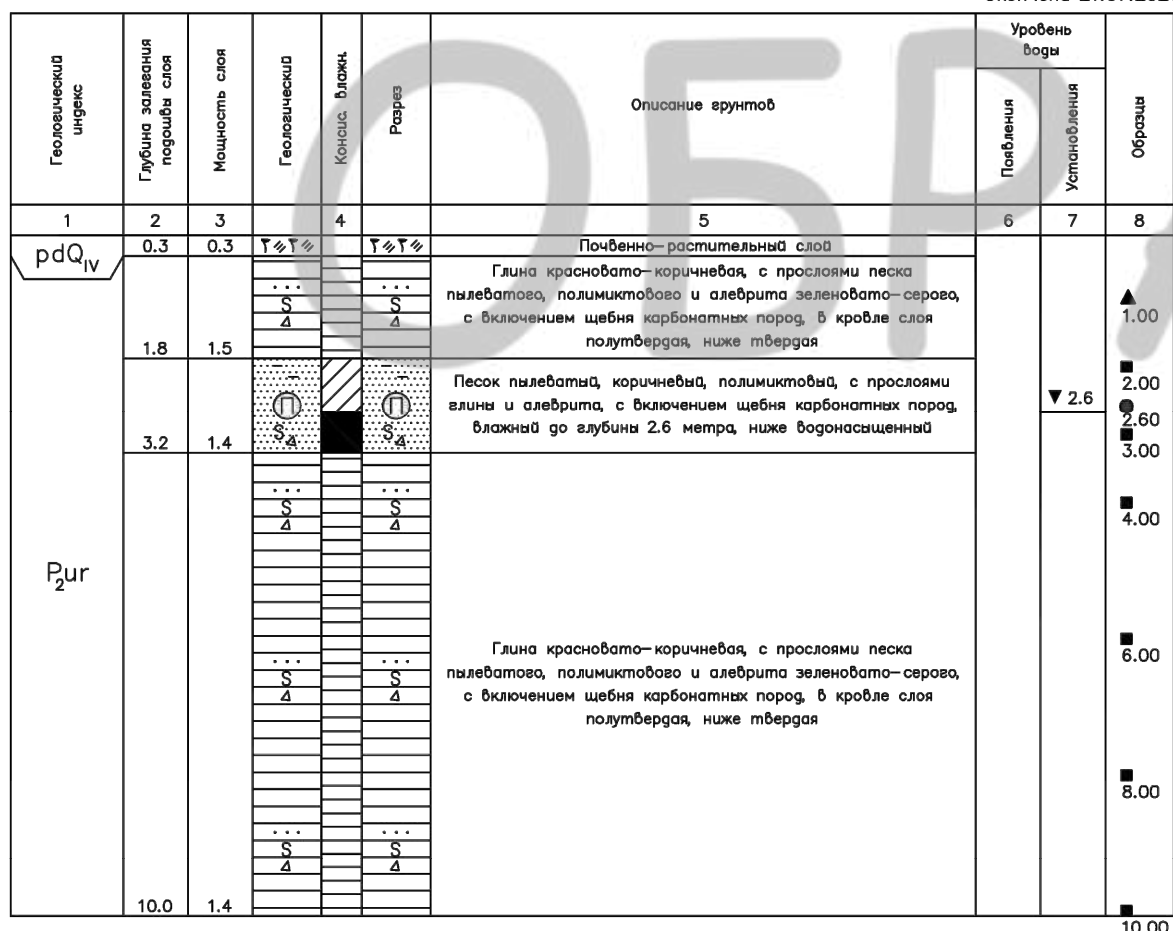 Геологический индекс
Глубина залегания подошвы слоя
Мощность слоя
Геологический
Консис. влажн.
Разрез
Описание грунтов
Уровень воды
Появления
Установления
Образцы
1 2 3 4 5 6 7 8
pdQIV 0.3 0.3 Почвенно-растительный слой
Глина красновато-коричневая, с прослоями песка
пылеватого, полимиктового и алеврита зеленовато-серого,
с включением щебня карбонатных пород, в кровле слоя
полутвердая, ниже твердая
1.8 1.5
S S
1.00
Песок пылеватый, коричневый, полимиктовый, с прослоями
глины и алеврита, с включением щебня карбонатных пород,
влажный до глубины 2.6 метра, ниже водонасыщенный
3.2 1.4
П П
S S
▼ 2.6
2.00
2.60
3.00
P2ur
S S
4.00
Глина красновато-коричневая, с прослоями песка
пылеватого, полимиктового и алеврита зеленовато-серого,
с включением щебня карбонатных пород, в кровле слоя
полутвердая, ниже твердая
S S
6.00
8.00
S S
10.0 1.4
10.00
ОБР